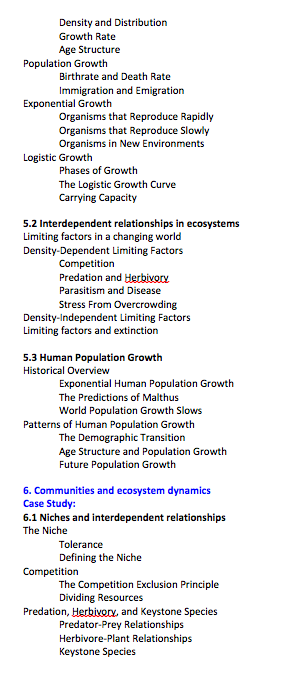 Density and Distribution
Growth Rate
Age Structure
Population Growth
Birthrate and Death Rate
Immigration and Emigration
Exponential Growth
Organisms that Reproduce Rapidly
Organisms that Reproduce Slowly
Organisms in New Environments
Logistic Growth
Phases of Growth
The Logistic Growth Curve
Carrying Capacity
5.2 Interdependent relationships in ecosystems
Limiting factors in a changing world
Density-Dependent Limiting Factors
Competition
Predation and Herbivory
Parasitism and Disease
Stress From Overcrowding
Density-Independent Limiting Factors
Limiting factors and extinction
5.3 Human Population Growth
Historical Overview
Exponential Human Population Growth
The Predictions of Malthus
World Population Growth Slows
Patterns of Human Population Growth
The Demographic Transition
Age Structure and Population Growth
Future Population Growth
6. Communities and ecosystem dynamics
Case Study:
6.1 Niches and interdependent relationships
The Niche
Tolerance
Defining the Niche
Competition
The Competition Exclusion Principle
Dividing Resources
Predation, Herbivory, and Keystone Species
Predator-Prey Relationships
Herbivore-Plant Relationships
Keystone Species